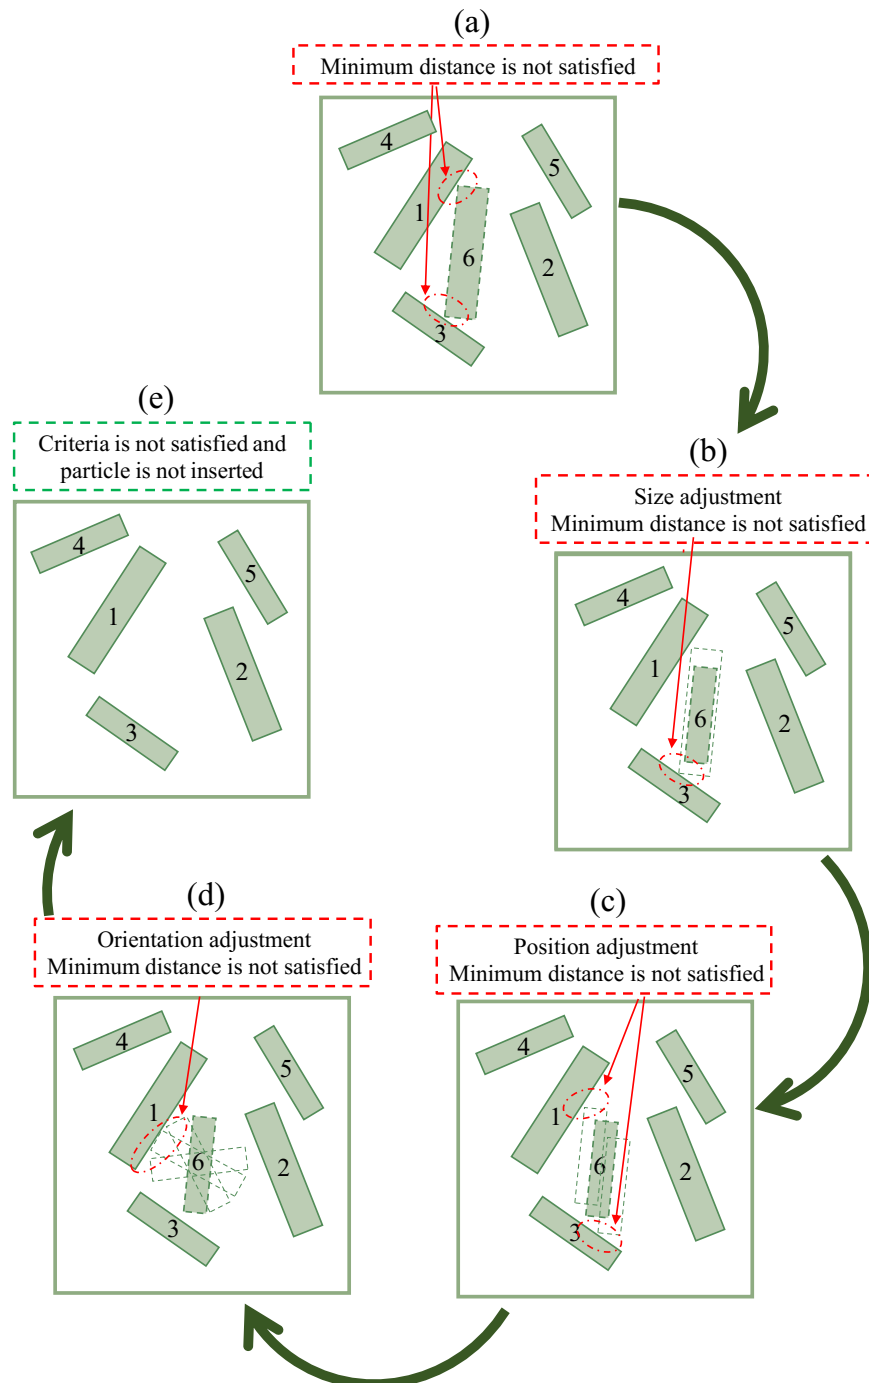 (a)
Minimum distance is not satisfied
4
5
1
6
2
3
(b)
Size adjustment
Minimum distance is not satisfied
4
5
1
6
2
3
(c)
Position adjustment
Minimum distance is not satisfied
4
5
1
6
2
3
(d)
Orientation adjustment
Minimum distance is not satisfied
4
5
1
6
2
3
(e)
Criteria is not satisfied and
particle is not inserted
4
5
1
2
3